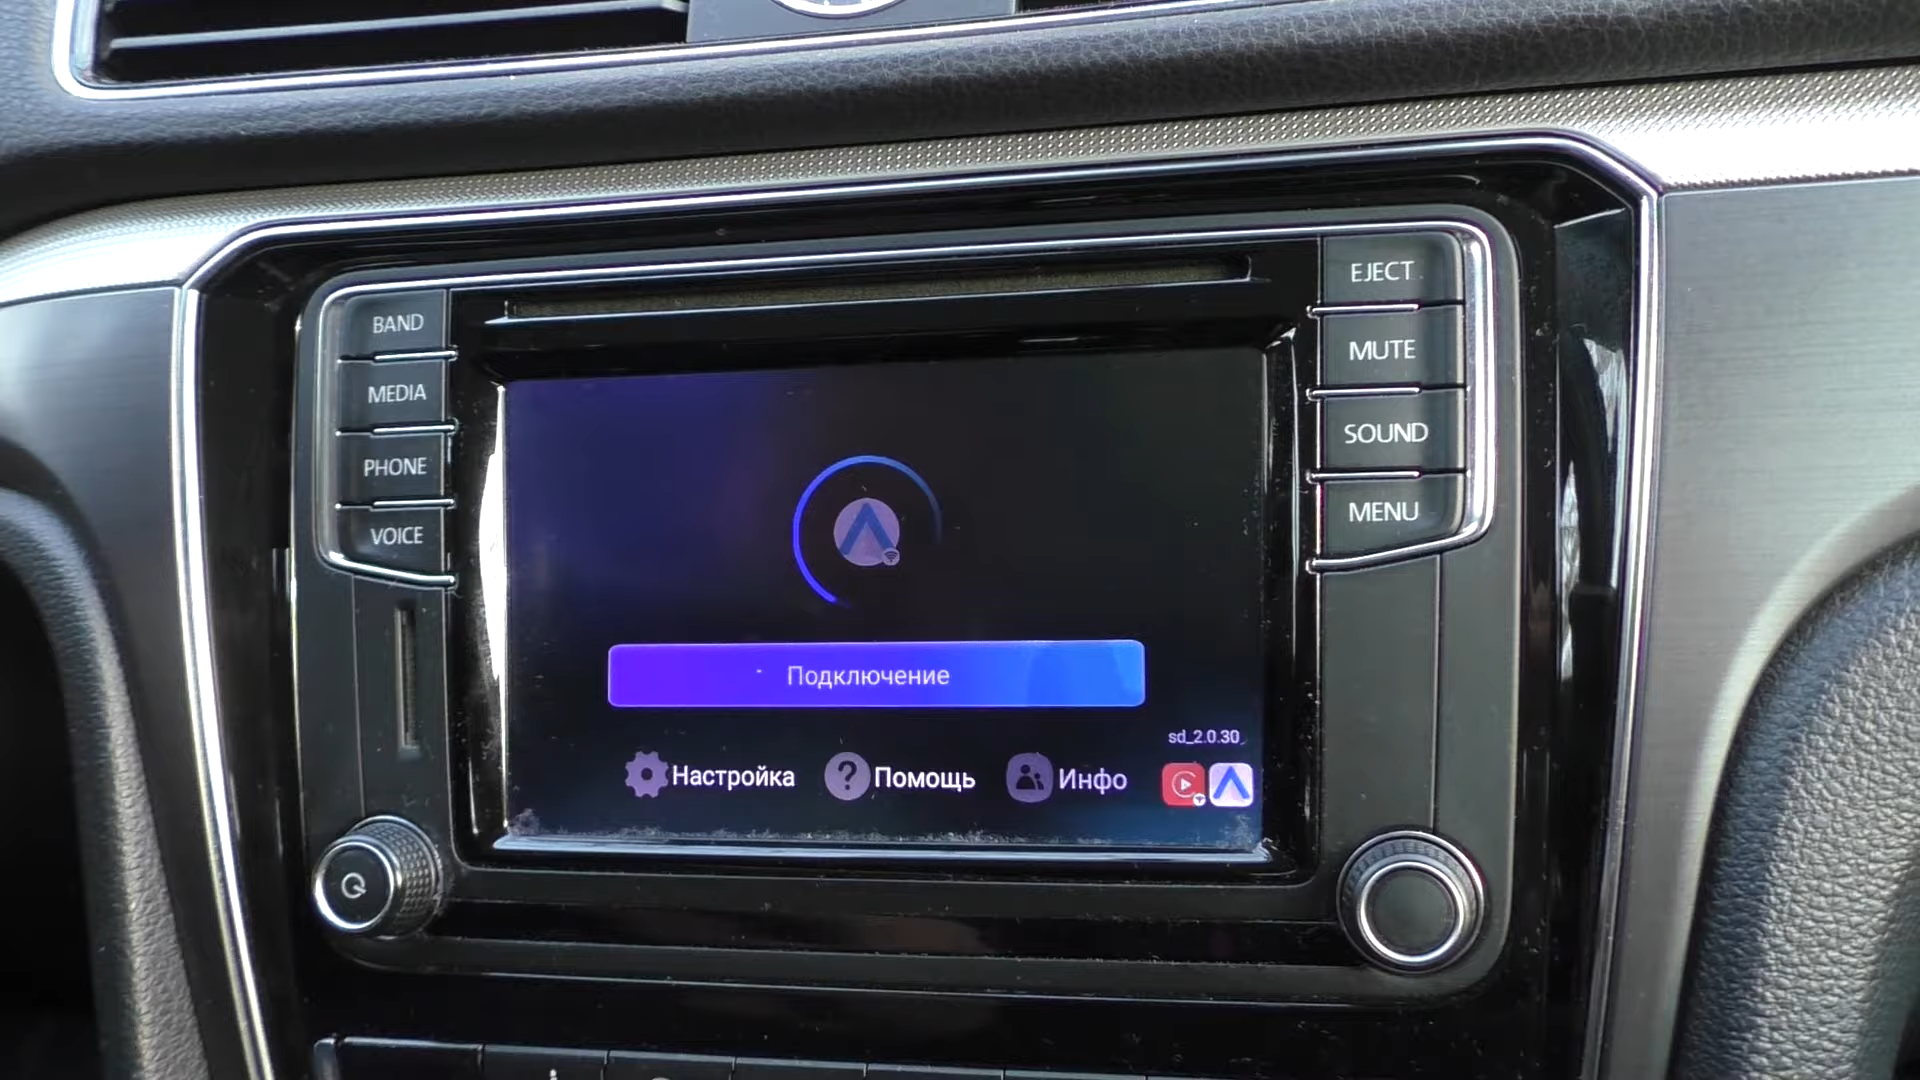 BAND
MEDIA
PHONE
VOICE
EJECT
MUTE
SOUND
MENU
Подключение
sd_2.0.30
Настройка
Помощь
Инфо